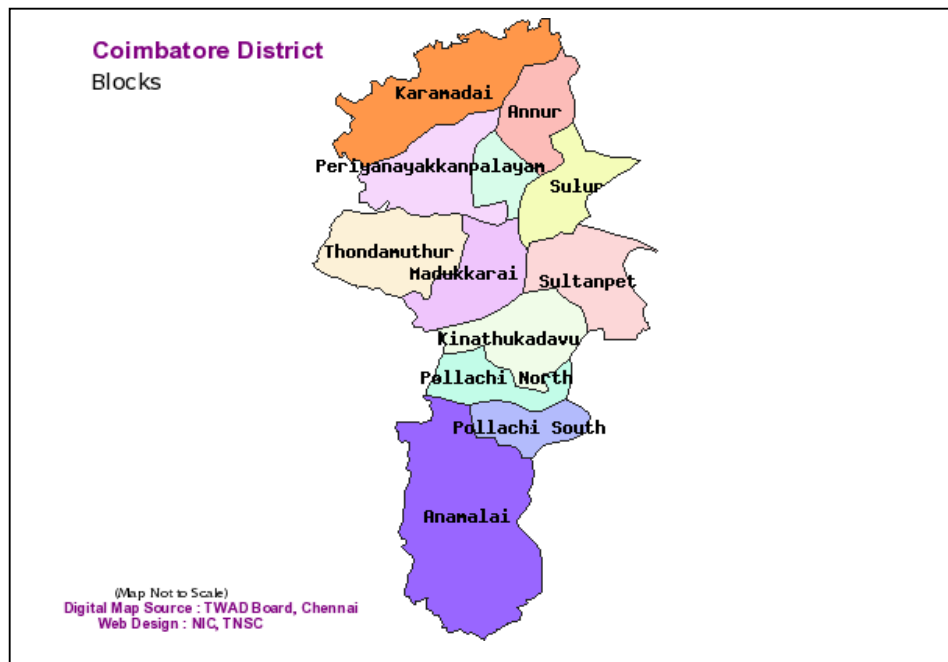 Coimbatore District
Blocks
Karamadai
Annur
Periyanayakkanpalayam
Sulur
Thondamuthur
Madukkarai
Sultanpet
Kinathukadavu
Pollachi North
Pollachi South
Anamalai
(Map Not to Scale)
Digital Map Source : TWAD Board, Chennai
Web Design : NIC, TNSC